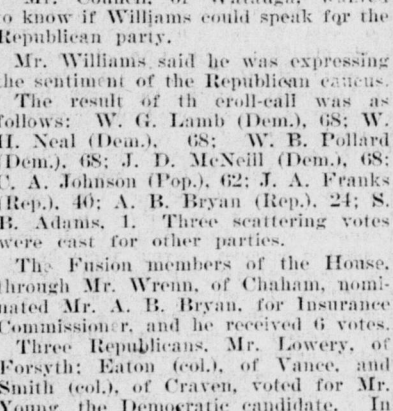 Mr. Council, of Watauga,
to know if Williams could speak for the
Republican party.
Mr. Williams said he was expressing
the sentiment of the Republican caucus.
The result of th eroll-call was as
follows: W. G. Lamb (Dem.), 68; W.
H. Neal (Dem.), 68; W. B. Pollard
(Dem.), 68; J. D. McNeill (Dem.), 68;
C. A. Johnson (Pop.), 62; J. A. Franks
(Rep.), 40; A. B. Bryan (Rep.), 24; S.
B. Adams, 1. Three scattering votes
were cast for other parties.
The Fusion members of the House,
through Mr. Wrenn, of Chaham, nomi-
nated Mr. A. B. Bryan, for Insurance
Commissioner, and he received 6 votes.
Three Republicans, Mr. Lowery, of
Forsyth; Eaton (col.), of Vance, and
Smith (col.), of Craven, voted for Mr.
Young, the Democratic candidate. In